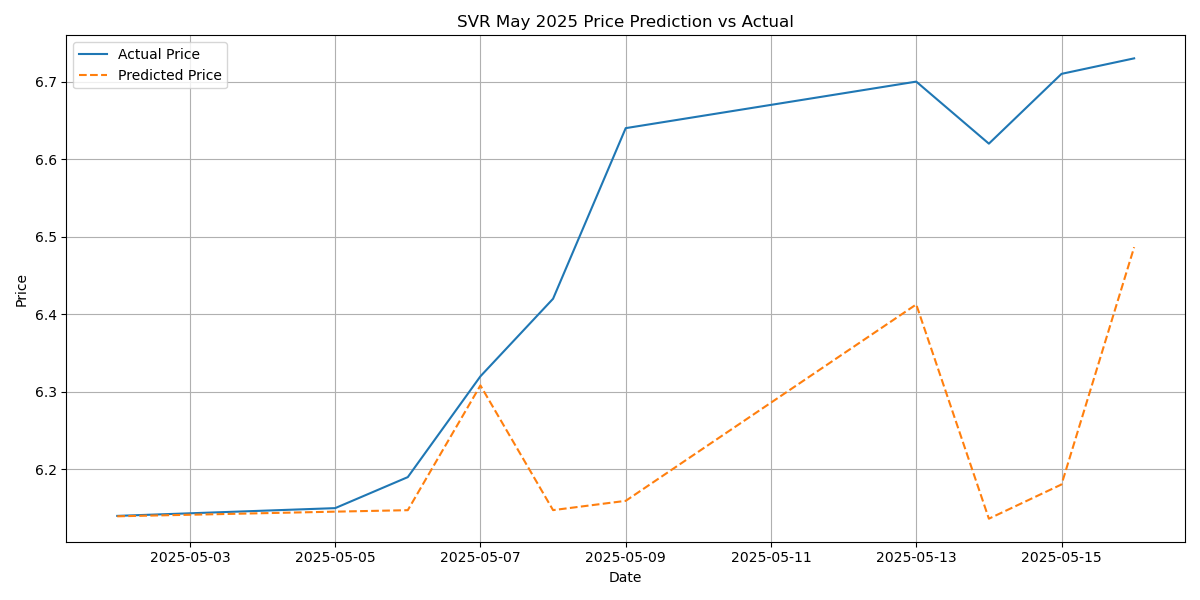 SVR May 2025 Price Prediction vs Actual
Actual Price
Predicted Price
Price
6.7
6.6
6.5
6.4
6.3
6.2
2025-05-03 2025-05-05 2025-05-07 2025-05-09 2025-05-11 2025-05-13 2025-05-15
Date